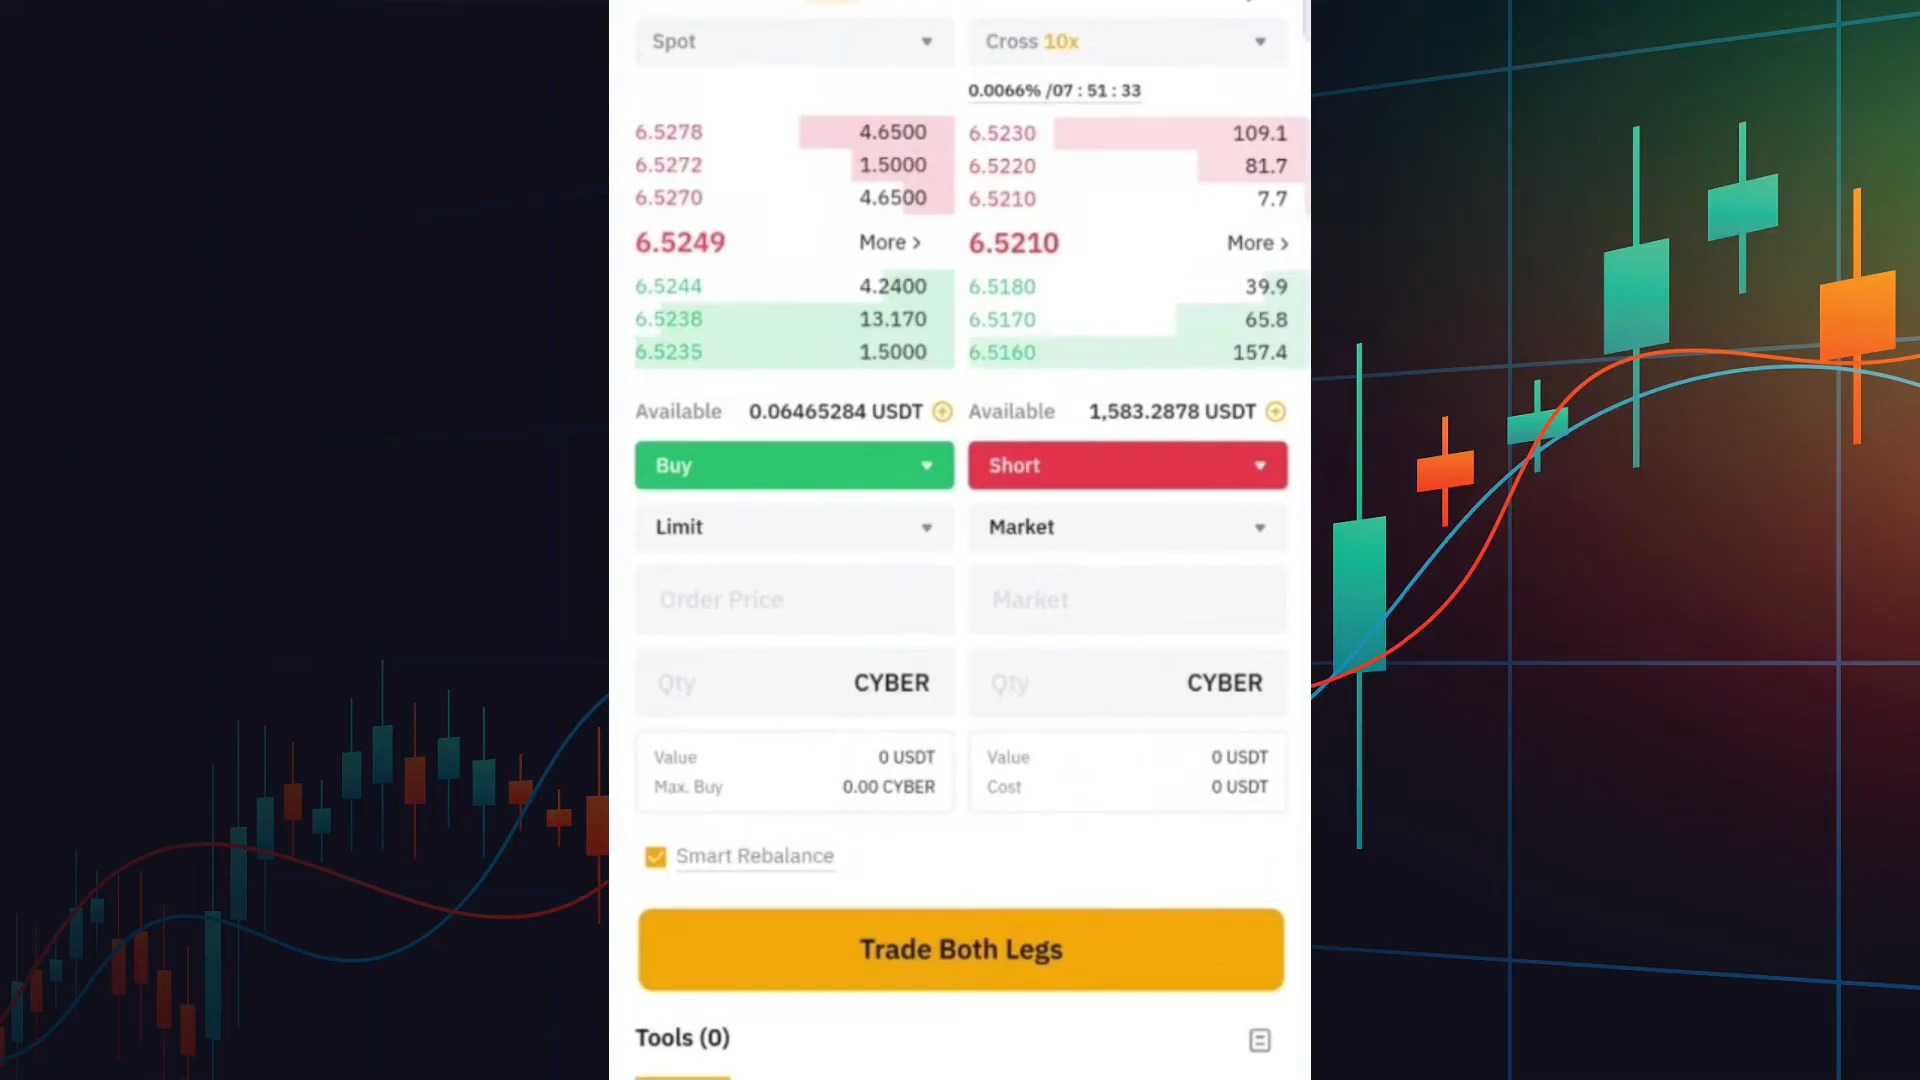 Spot Cross 10x
0.0066% /07 : 51 : 33
6.5278 4.6500 6.5230 109.1
6.5272 1.5000 6.5220 81.7
6.5270 4.6500 6.5210 7.7
6.5249 More > 6.5210 More >
6.5244 4.2400 6.5180 39.9
6.5238 13.170 6.5170 65.8
6.5235 1.5000 6.5160 157.4
Available 0.06465284 USDT Available 1,583.2878 USDT
Buy Short
Limit Market
Order Price Market
Qty CYBER Qty CYBER
Value 0 USDT Value 0 USDT
Max. Buy 0.00 CYBER Cost 0 USDT
Smart Rebalance
Trade Both Legs
Tools (0)